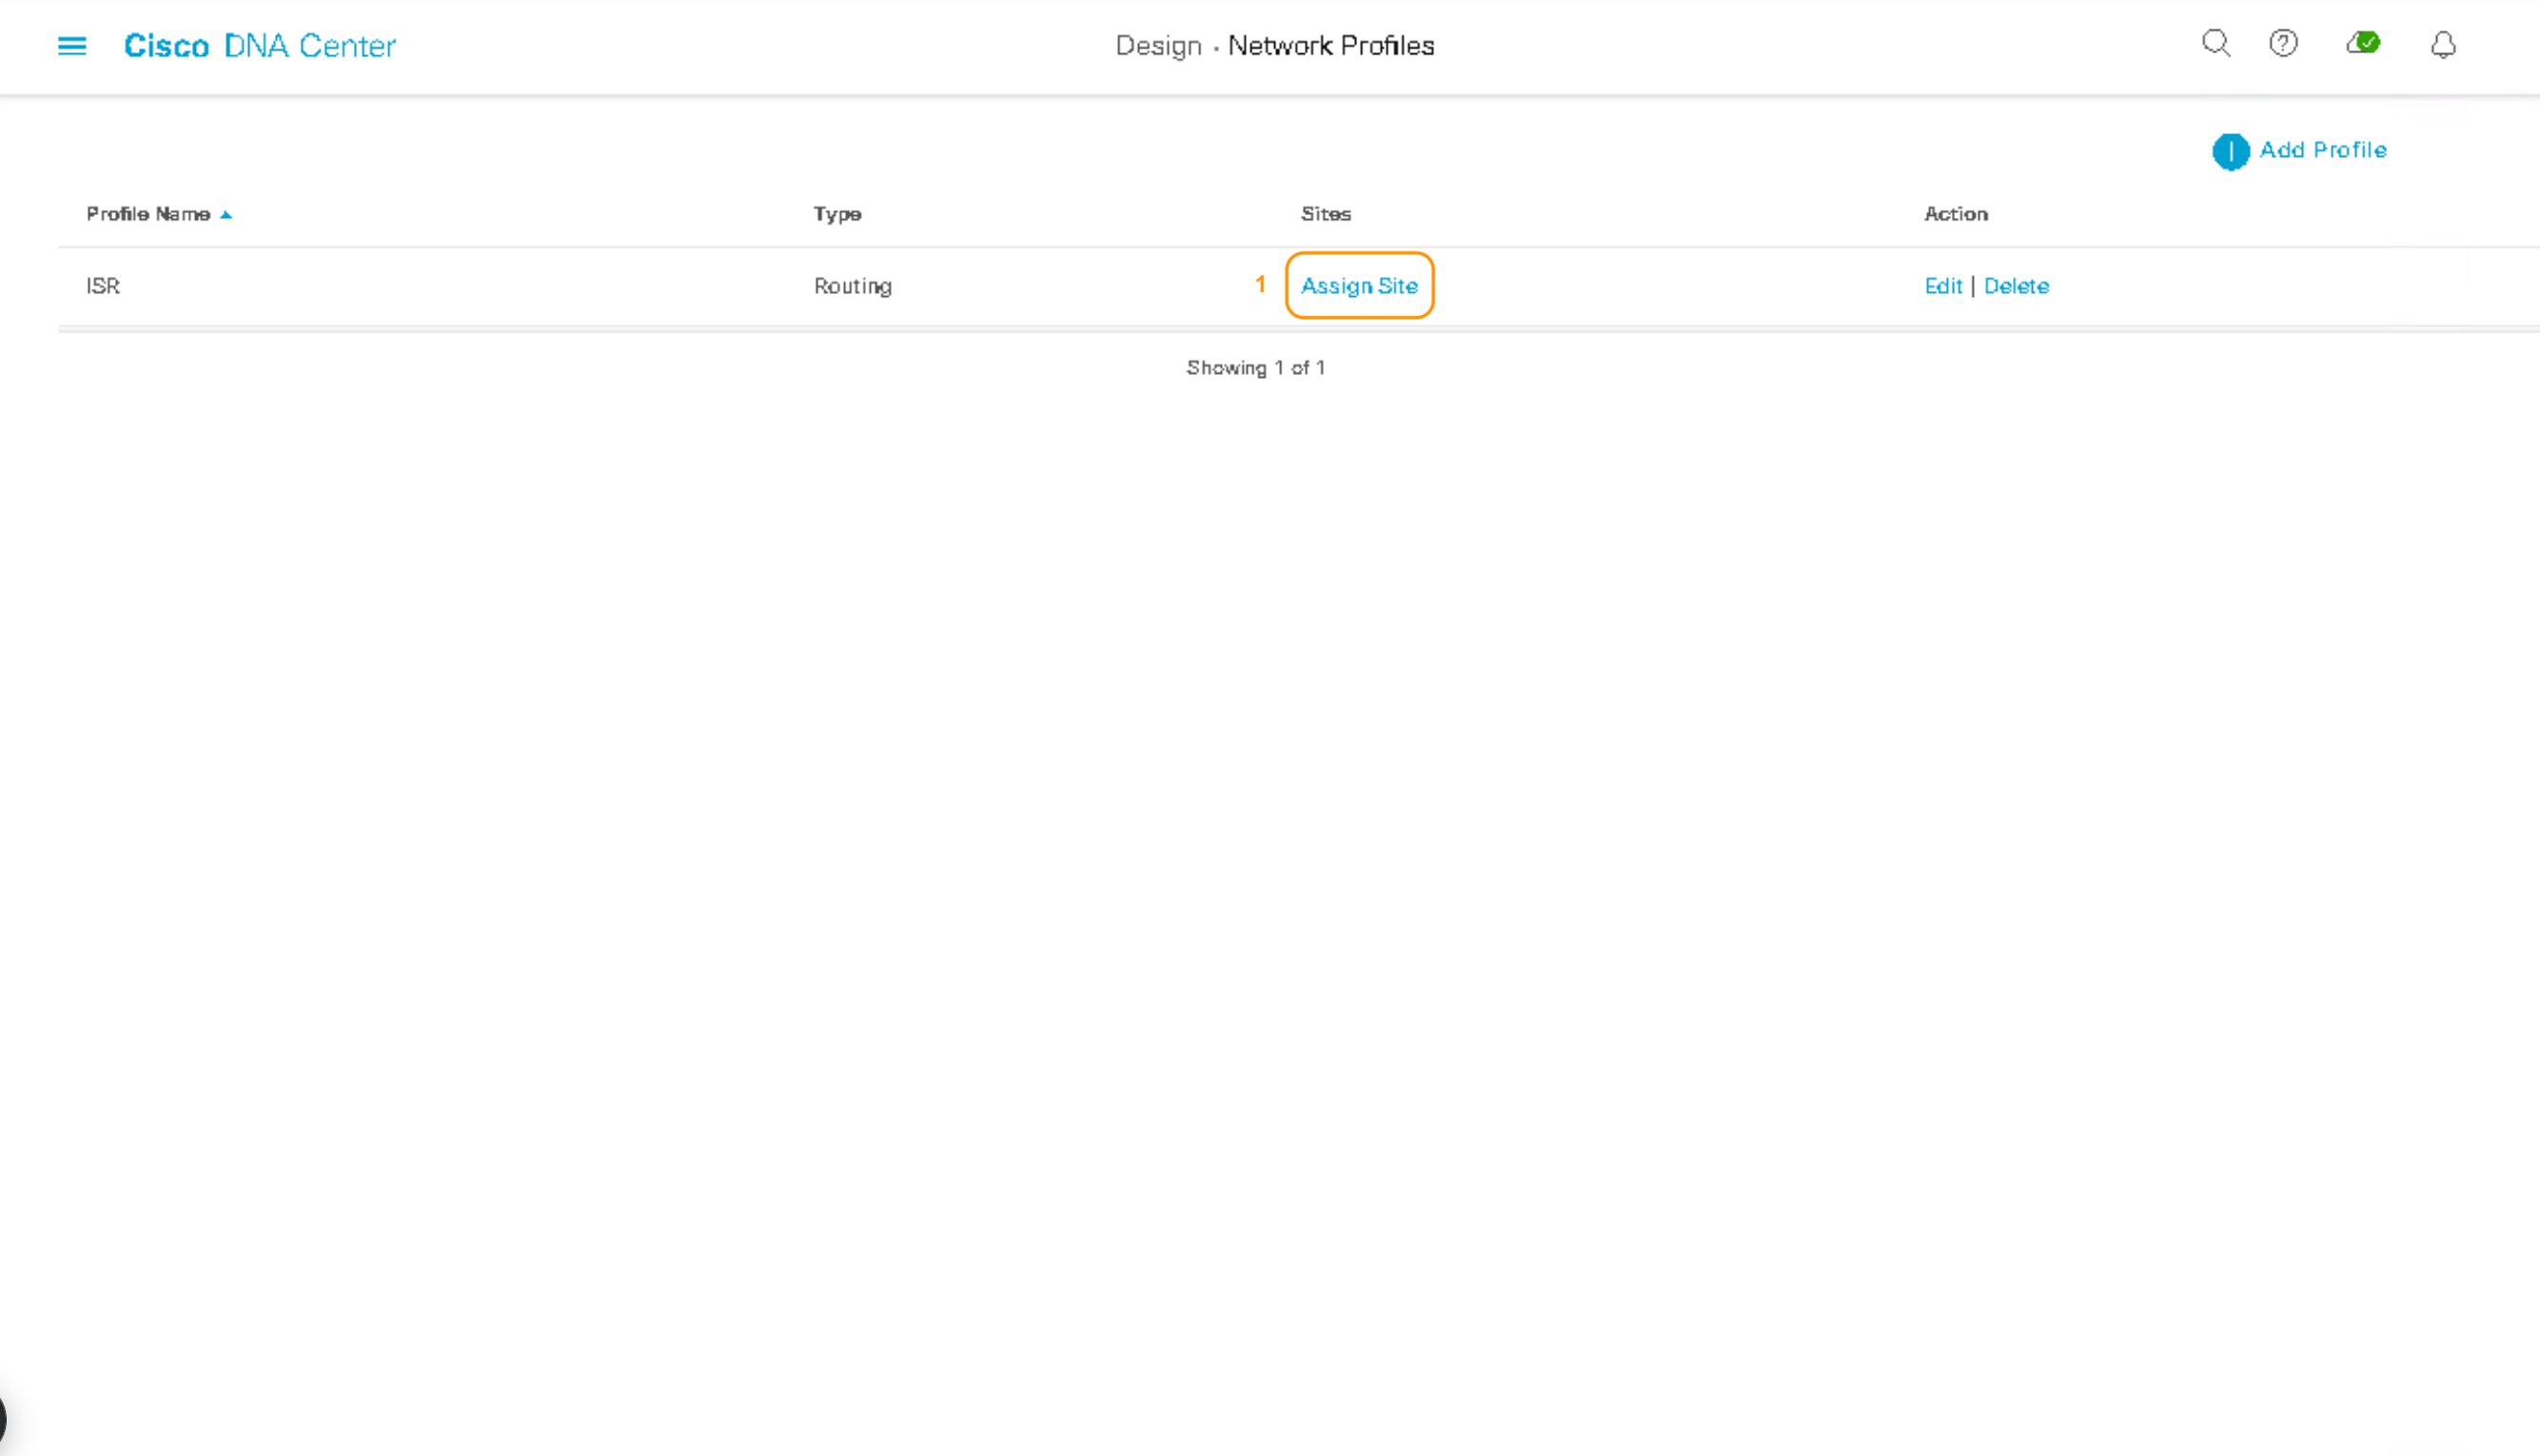 Cisco DNA Center
Design · Network Profiles
Add Profile
Profile Name Type Sites Action
ISR Routing 1 Assign Site Edit | Delete
Showing 1 of 1